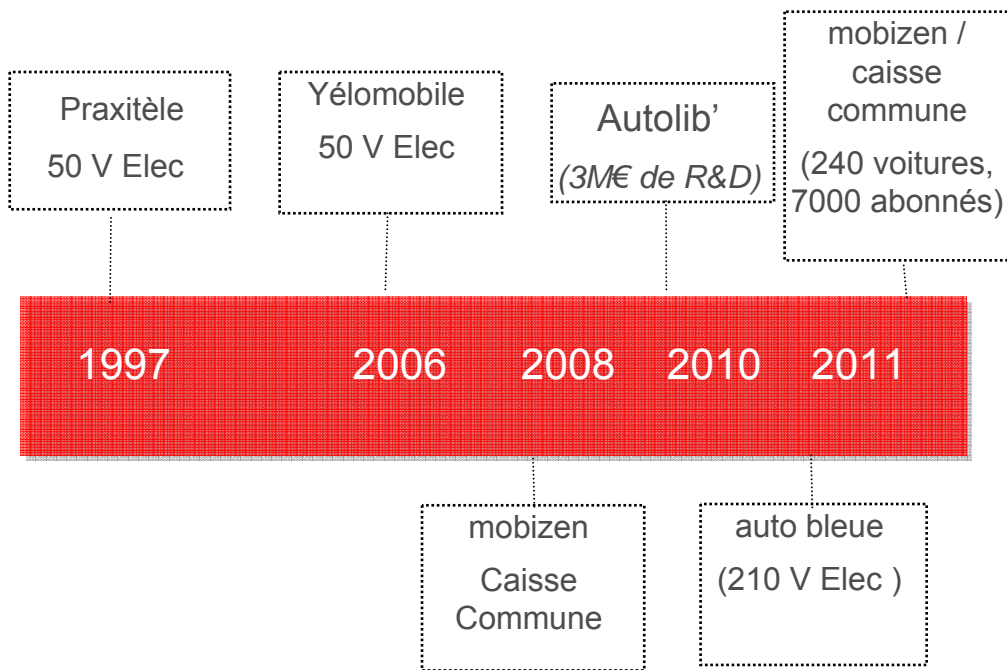 Praxitèle
50 V Elec
Yélomobile
50 V Elec
Autolib’
(3M€ de R&D)
mobizen /
caisse
commune
(240 voitures,
7000 abonnés)
1997
2006
2008
2010
2011
mobizen
Caisse
Commune
auto bleue
(210 V Elec )